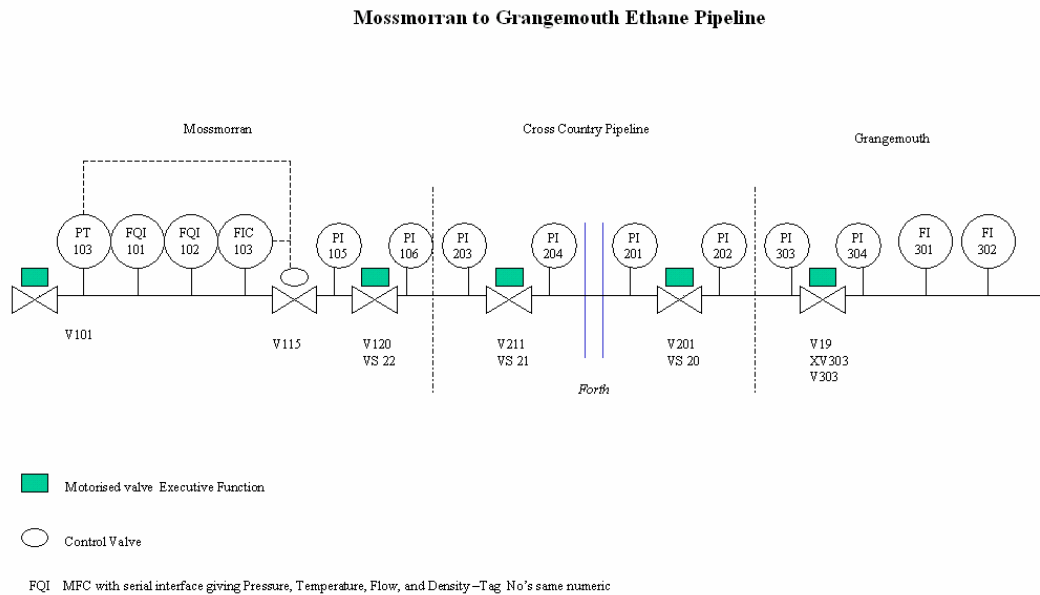 Mossmorran to Grangemouth Ethane Pipeline
Mossmorran
Cross Country Pipeline
Grangemouth
PT
103
FQI
101
FQI
102
FIC
103
PI
105
PI
106
PI
203
PI
204
PI
201
PI
202
PI
303
PI
304
FI
301
FI
302
V101
V115
V120
VS 22
V211
VS 21
V201
VS 20
V19
XV303
V303
Forth
Motorised valve Executive Function
Control Valve
FQI MFC with serial interface giving Pressure, Temperature, Flow, and Density –Tag No's same numeric